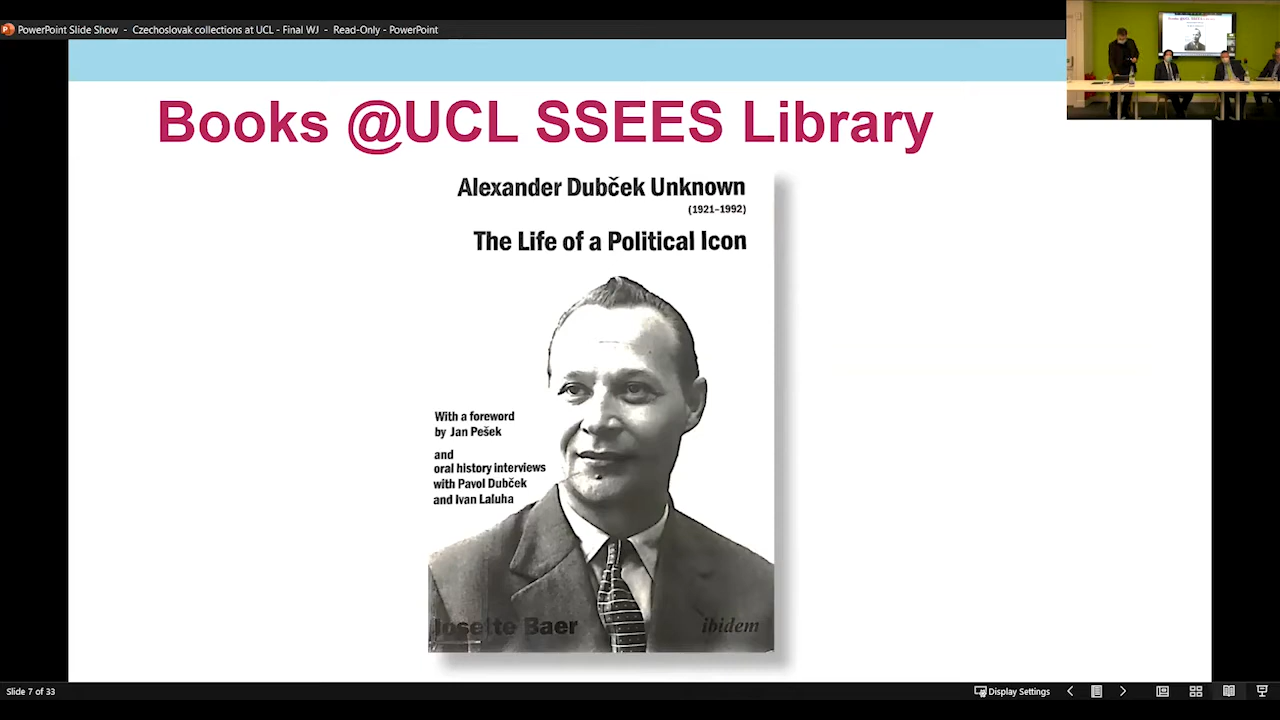 PowerPoint Slide Show - Czechoslovak collections at UCL - Final WJ - Read-Only - PowerPoint
Books @UCL SSEES Library
Alexander Dubček Unknown
(1921–1992)
The Life of a Political Icon
With a foreword
by Jan Pešek
and
oral history interviews
with Pavol Dubček
and Ivan Laluha
Josette Baer
ibidem
Slide 7 of 33
Display Settings